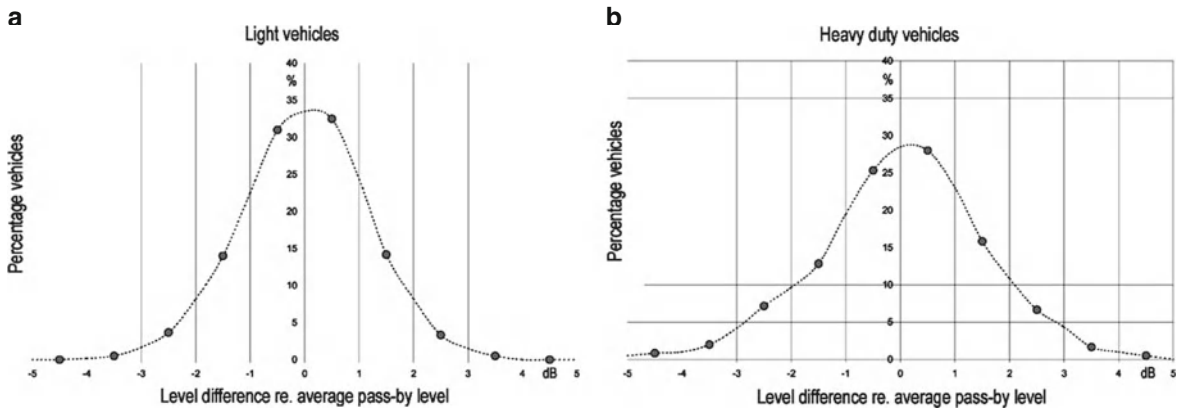 a
Light vehicles
Percentage vehicles
40
%
35
30
25
20
15
10
5
0
-5 -4 -3 -2 -1 0 1 2 3 4 dB 5
Level difference re. average pass-by level
b
Heavy duty vehicles
Percentage vehicles
40
%
35
30
25
20
15
10
5
0
-5 -4 -3 -2 -1 0 1 2 3 4 dB 5
Level difference re. average pass-by level